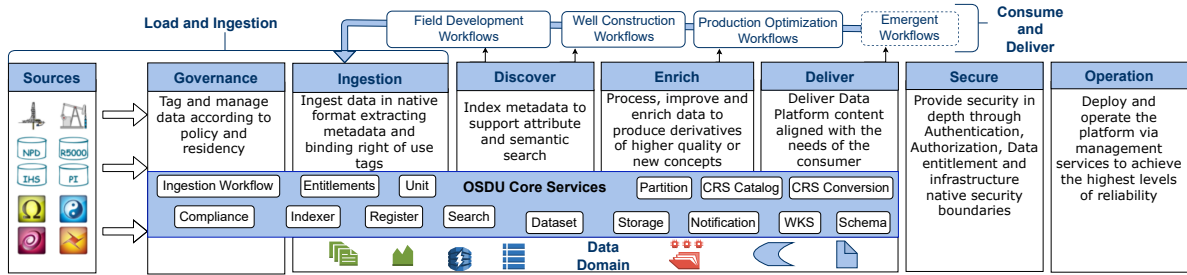 Load and Ingestion
Field Development
Workflows
Well Construction
Workflows
Production Optimization
Workflows
Emergent
Workflows
Consume
and
Deliver
Sources
NPD
R5000
IHS
PI
Governance
Tag and manage
data according to
policy and
residency
Ingestion
Ingest data in native
format extracting
metadata and
binding right of use
tags
Discover
Index metadata to
support attribute
and semantic
search
Enrich
Process, improve and
enrich data to
produce derivatives
of higher quality or
new concepts
Deliver
Deliver Data
Platform content
aligned with the
needs of the
consumer
Secure
Provide security in
depth through
Authentication,
Authorization, Data
entitlement and
infrastructure
native security
boundaries
Operation
Deploy and
operate the
platform via
management
services to achieve
the highest levels
of reliability
OSDU Core Services
Ingestion Workflow
Entitlements
Unit
Partition
CRS Catalog
CRS Conversion
Compliance
Indexer
Register
Search
Dataset
Storage
Notification
WKS
Schema
Data
Domain